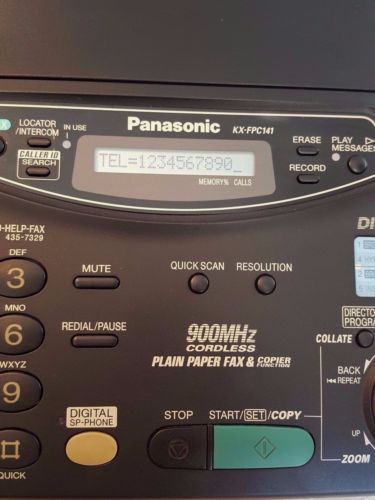 LOCATOR
/INTERCOM
IN USE
CALLER ID
SEARCH
Panasonic KX-FPC141
TEL=1234567890_
MEMORY% CALLS
ERASE
RECORD
PLAY
MESSAGES
-HELP-FAX
435-7329
DEF
3
MUTE
QUICK SCAN
RESOLUTION
MNO
6
REDIAL/PAUSE
900MHz
CORDLESS
PLAIN PAPER FAX & COPIER
FUNCTION
COLLATE
WXYZ
9
BACK
REPEAT
DIGITAL
SP-PHONE
STOP
START/SET/COPY
UP
ZOOM
QUICK